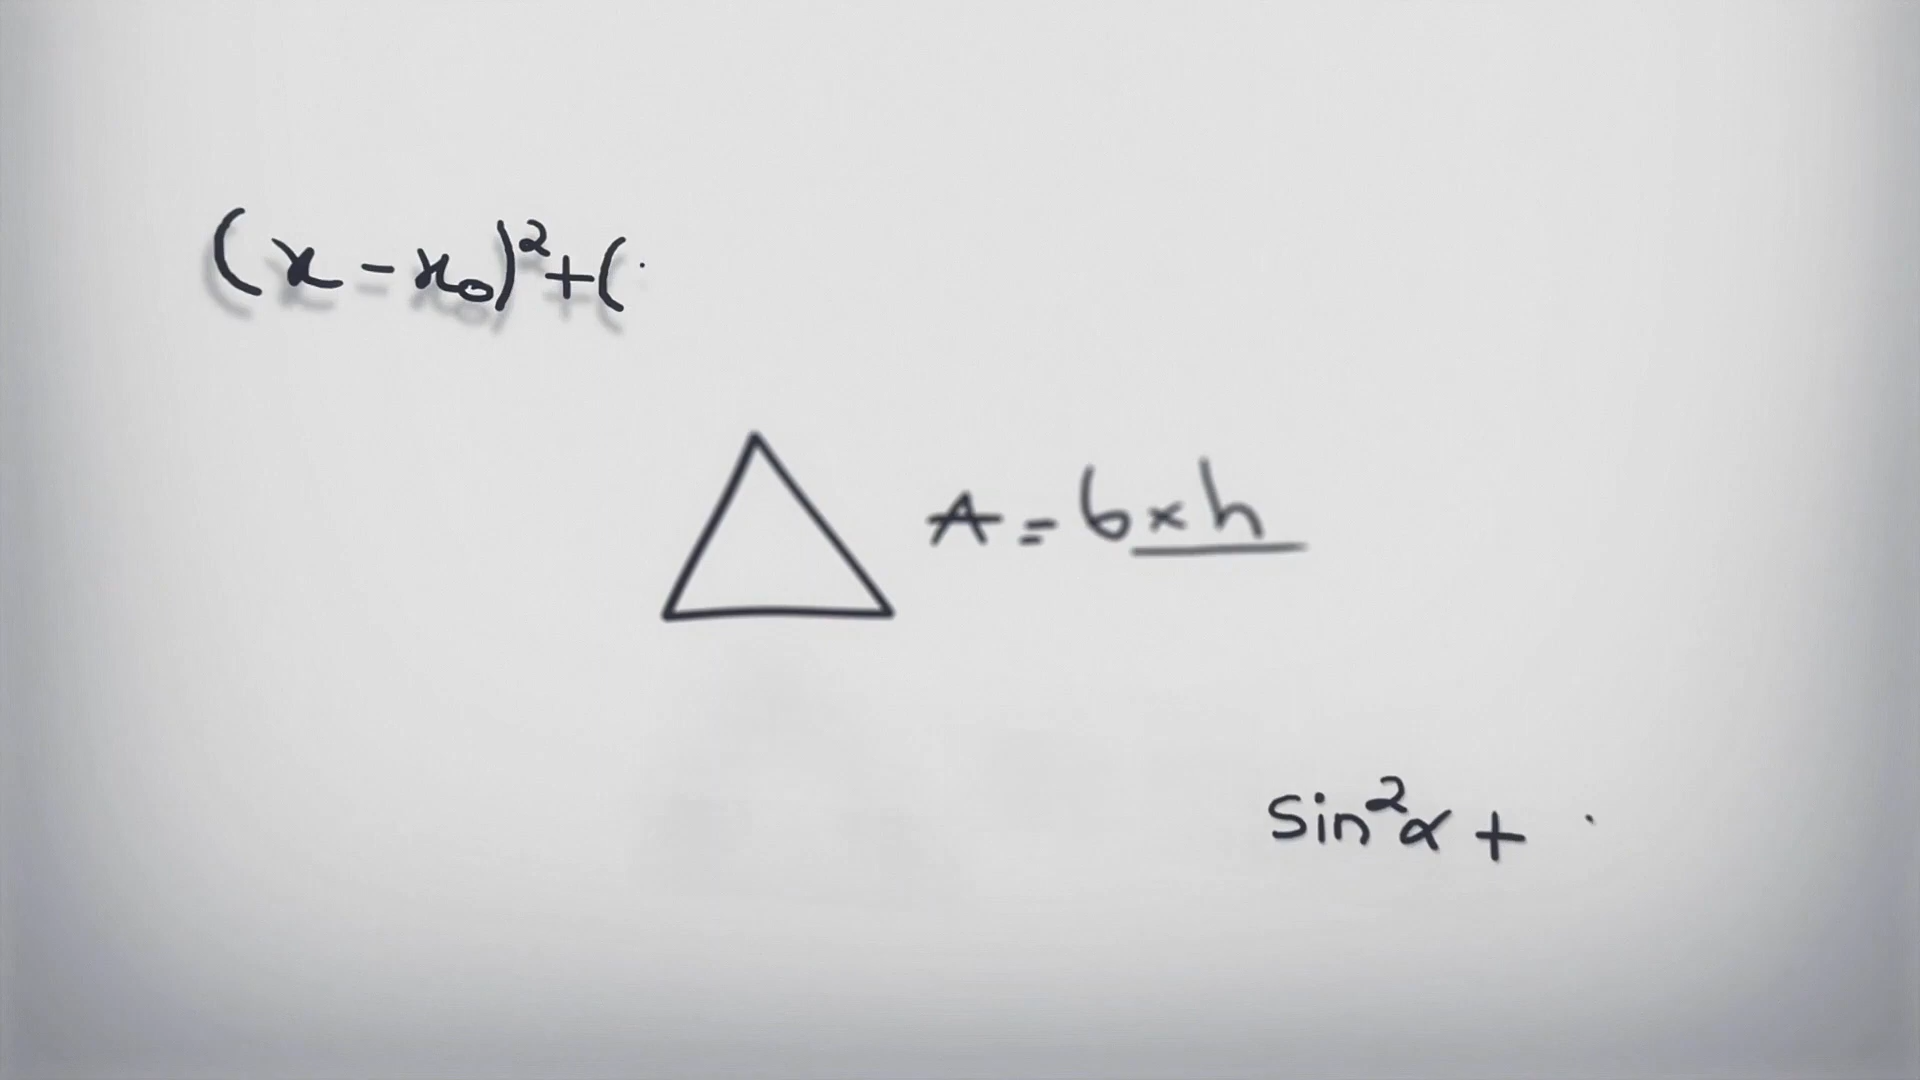 (x - x₀)²+(
A = b x h
sin²α +